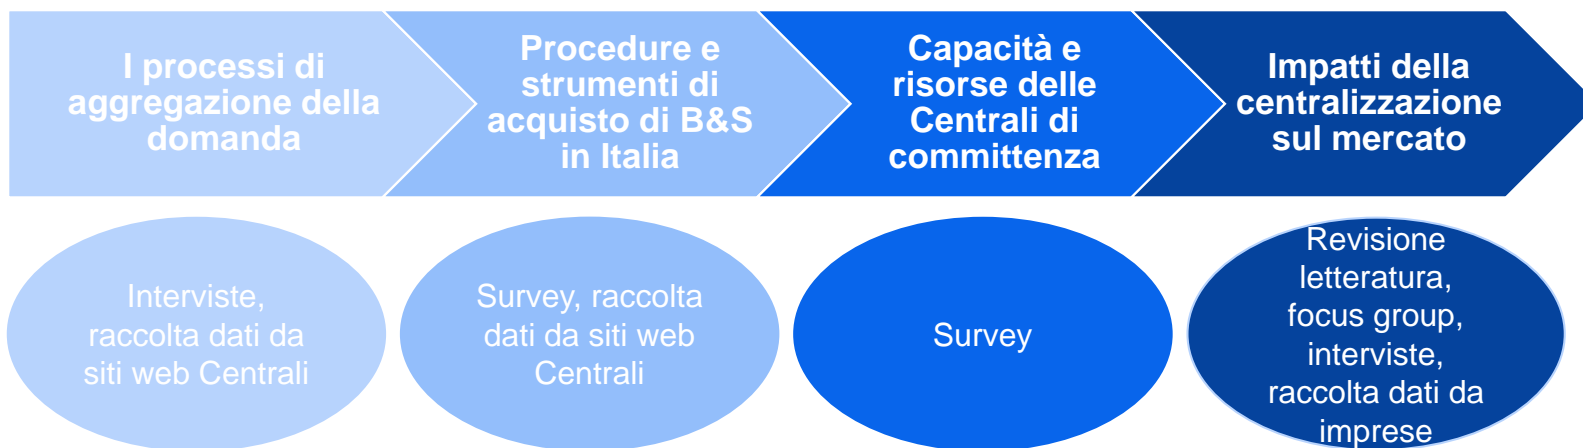 I processi di
aggregazione della
domanda
Procedure e
strumenti di
acquisto di B&S
in Italia
Capacità e
risorse delle
Centrali di
committenza
Impatti della
centralizzazione
sul mercato
Interviste,
raccolta dati da
siti web Centrali
Survey, raccolta
dati da siti web
Centrali
Survey
Revisione
letteratura,
focus group,
interviste,
raccolta dati da
imprese